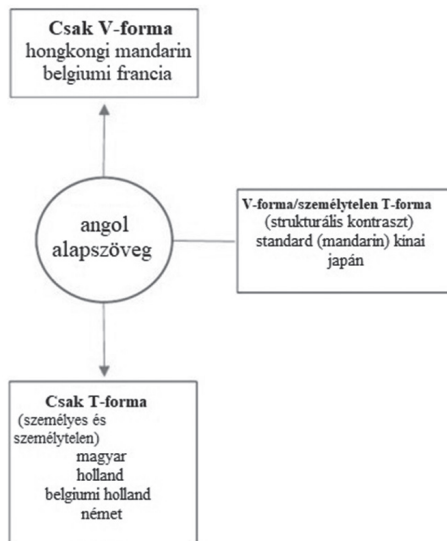 Csak V-forma
hongkongi mandarin
belgiumi francia
angol
alapszöveg
V-forma/személytelen T-forma
(strukturális kontraszt)
standard (mandarin) kinai
japán
Csak T-forma
(személyes és
személytelen)
magyar
holland
belgiumi holland
német